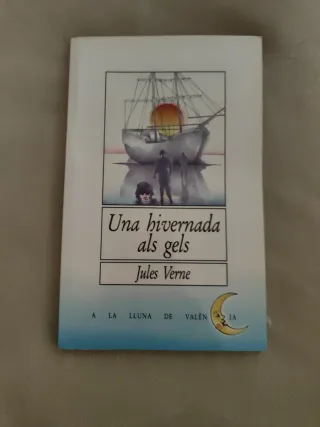 Una hivernada
als gels
Jules Verne
A LA LLUNA DE VALÈNCIA